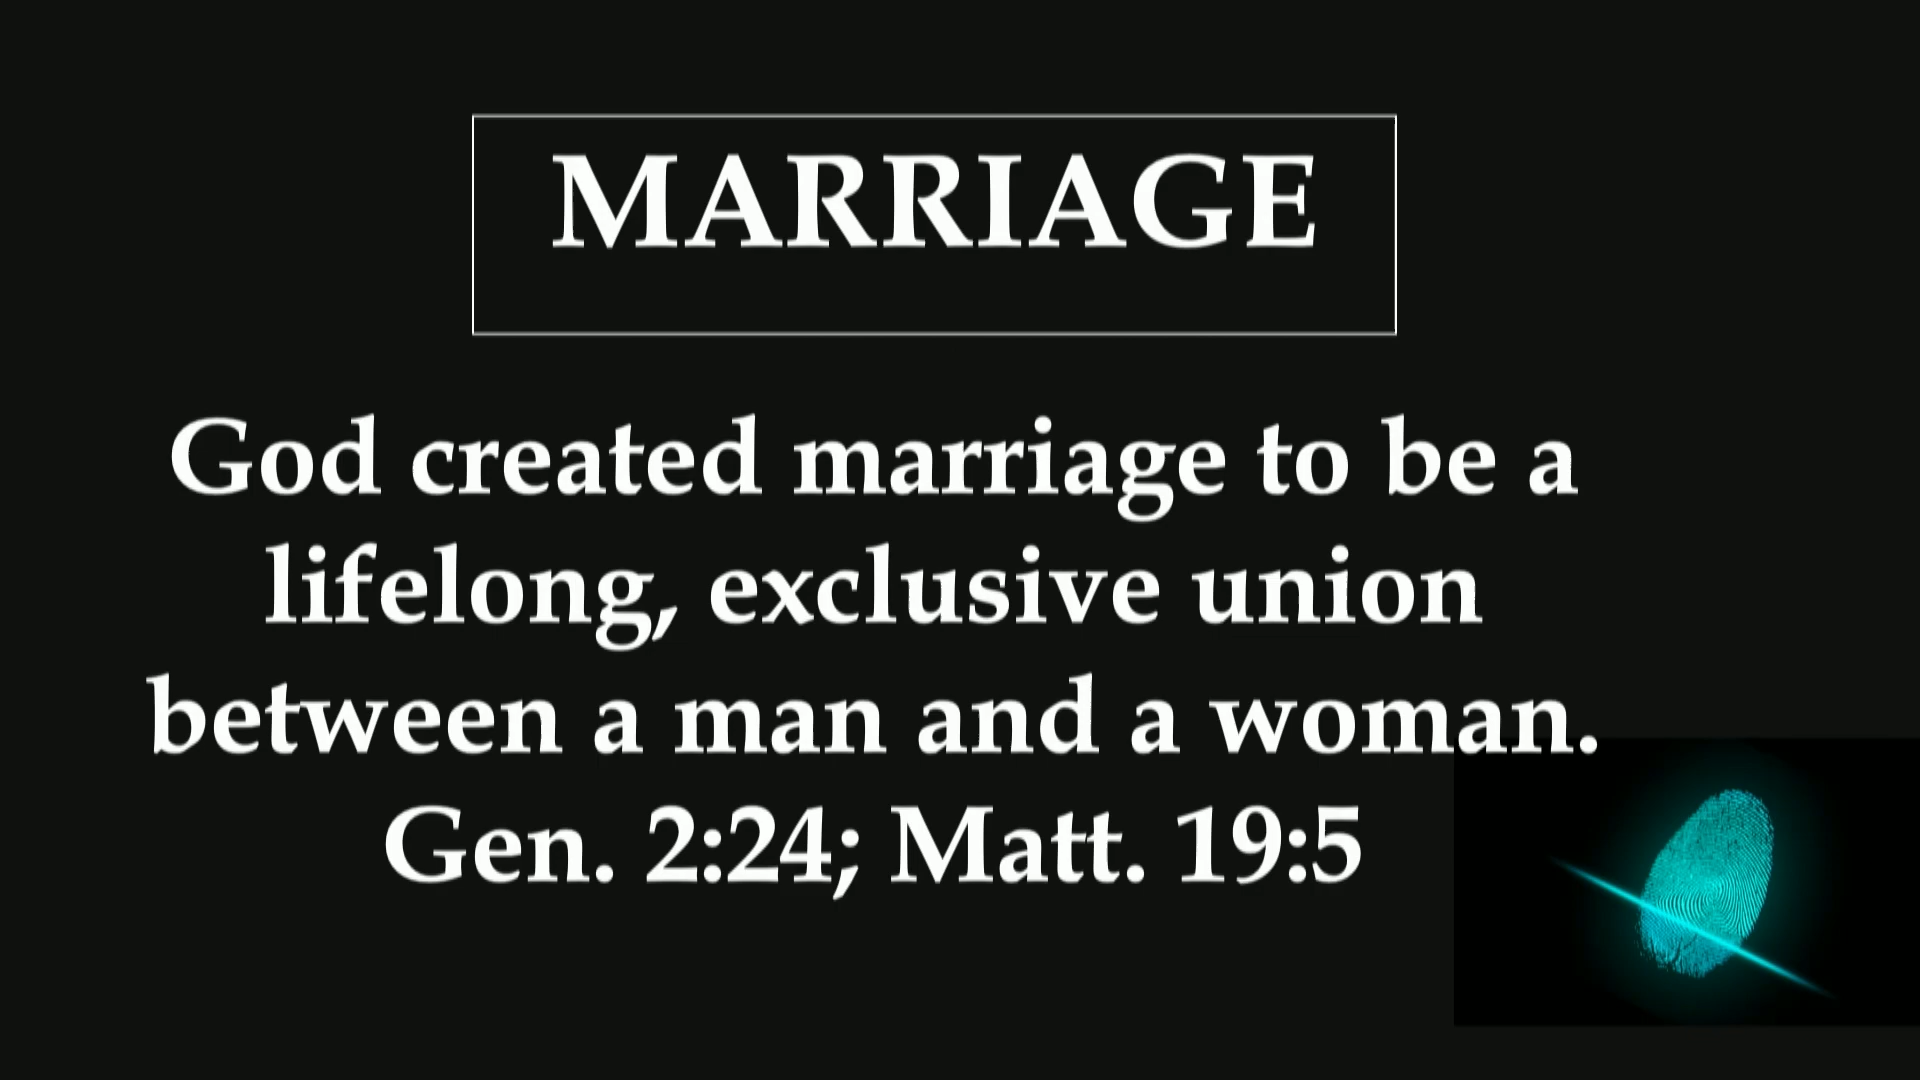 MARRIAGE
God created marriage to be a
lifelong, exclusive union
between a man and a woman.
Gen. 2:24; Matt. 19:5